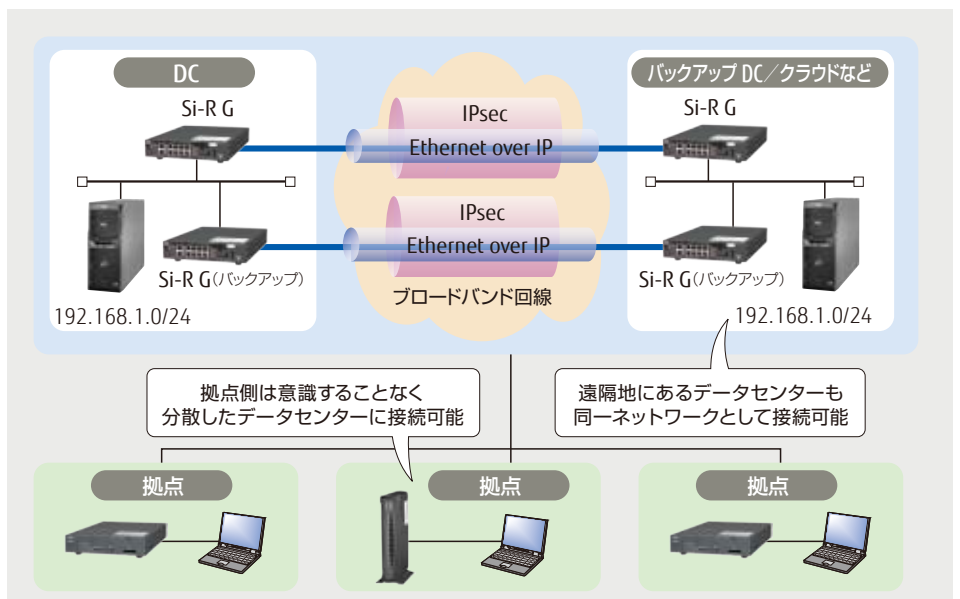 DC
バックアップ DC／クラウドなど
Si-R G
IPsec
Si-R G
Ethernet over IP
IPsec
Ethernet over IP
Si-R G（バックアップ）
ブロードバンド回線
Si-R G（バックアップ）
192.168.1.0/24
192.168.1.0/24
拠点側は意識することなく
分散したデータセンターに接続可能
遠隔地にあるデータセンターも
同一ネットワークとして接続可能
拠点
拠点
拠点